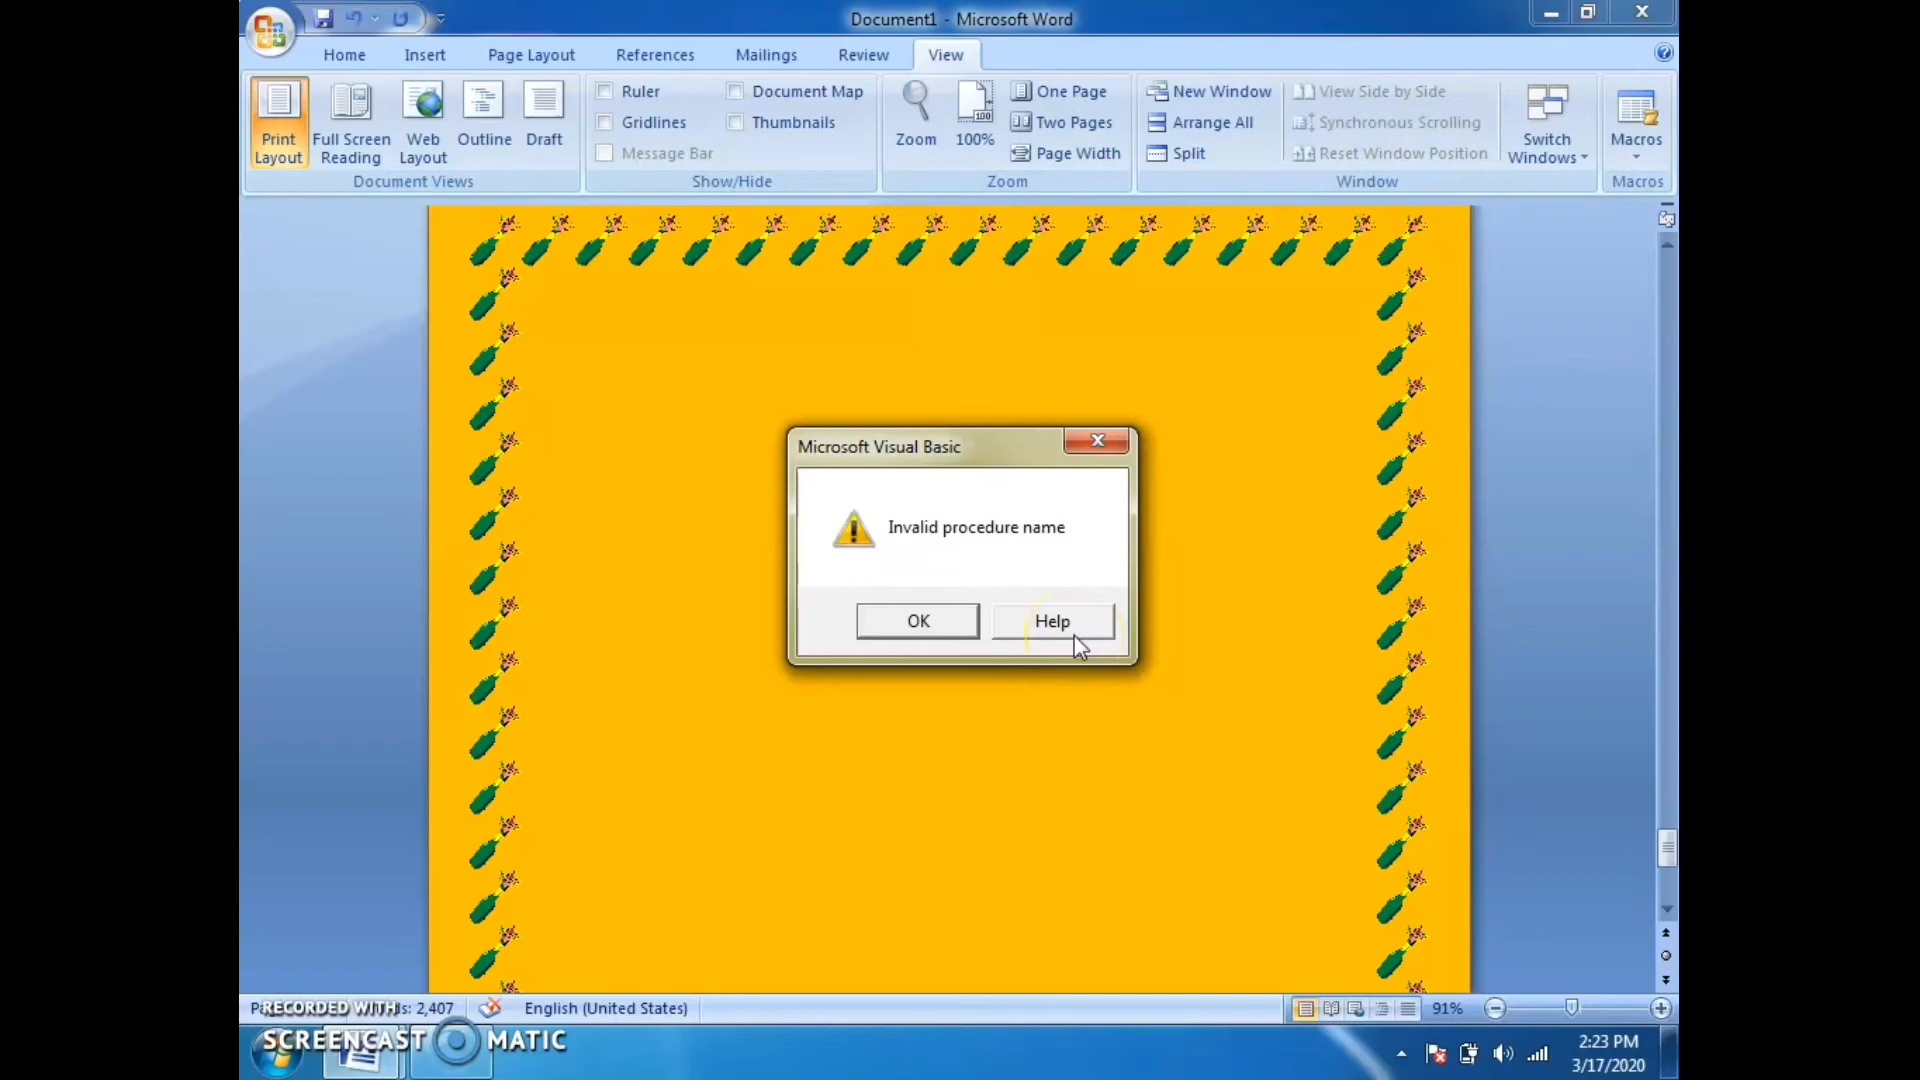 Document1 - Microsoft Word
Home Insert Page Layout References Mailings Review View
Print Layout
Full Screen Reading
Web Layout
Outline
Draft
Document Views
Ruler
Gridlines
Message Bar
Document Map
Thumbnails
Show/Hide
Zoom
100%
One Page
Two Pages
Page Width
Zoom
New Window
Arrange All
Split
View Side by Side
Synchronous Scrolling
Reset Window Position
Switch Windows
Window
Macros
Macros
Microsoft Visual Basic
Invalid procedure name
OK Help
2,407 English (United States) 91%
RECORDED WITH
SCREENCAST MATIC
2:23 PM
3/17/2020